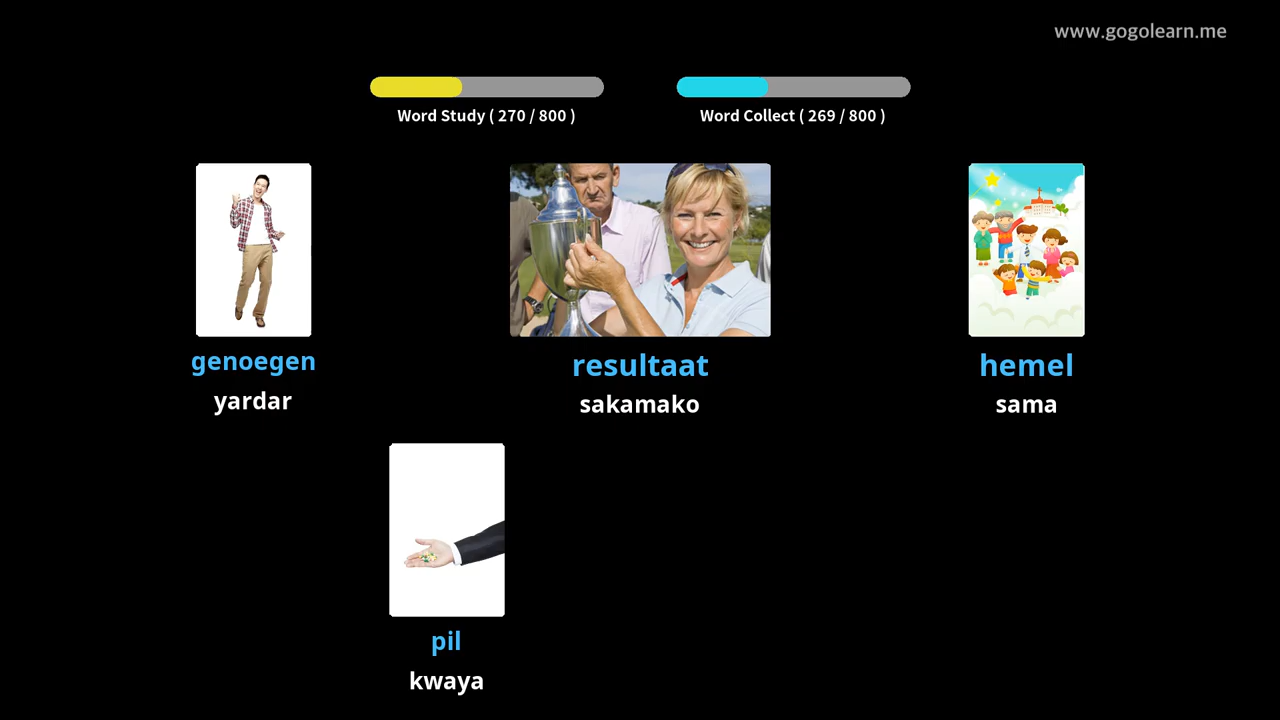 www.gogolearn.me
Word Study ( 270 / 800 )
Word Collect ( 269 / 800 )
genoegen
yardar
resultaat
sakamako
hemel
sama
pil
kwaya